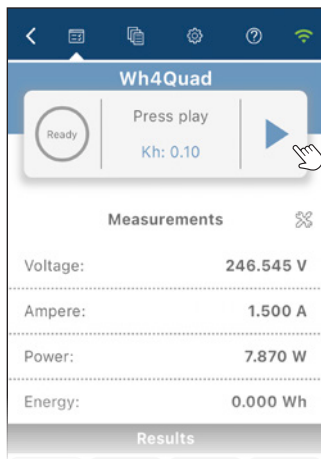 Wh4Quad
Ready
Press play
Kh: 0.10
Measurements
Voltage: 246.545 V
Ampere: 1.500 A
Power: 7.870 W
Energy: 0.000 Wh
Results